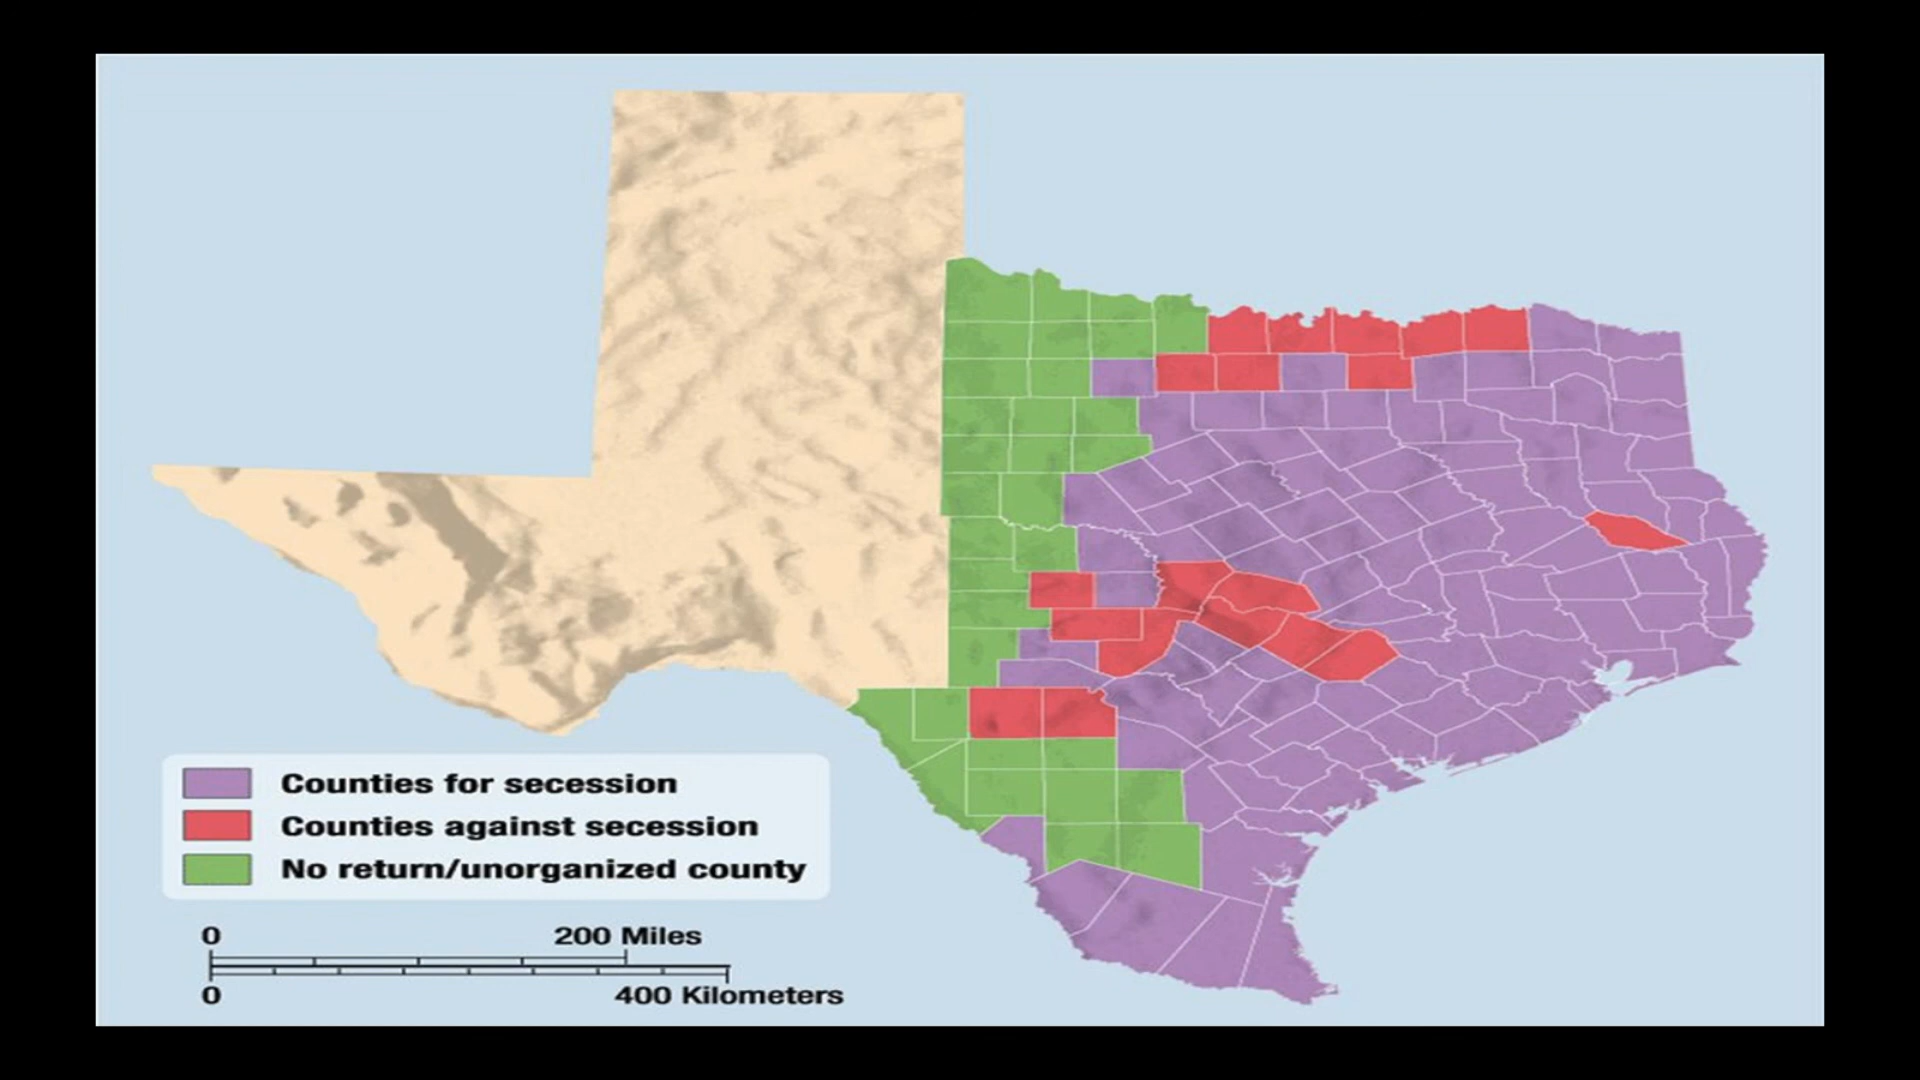 Counties for secession
Counties against secession
No return/unorganized county
0 200 Miles
0 400 Kilometers